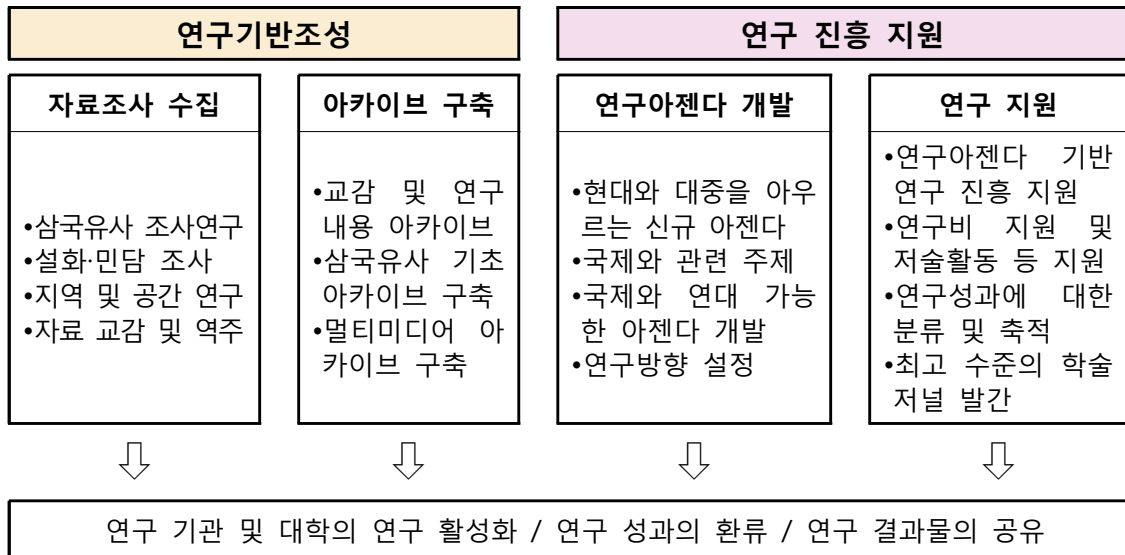 연구기반조성
연구 진흥 지원
자료조사 수집
•삼국유사 조사연구
•설화·민담 조사
•지역 및 공간 연구
•자료 교감 및 역주
아카이브 구축
•교감 및 연구
내용 아카이브
•삼국유사 기초
아카이브 구축
•멀티미디어 아
카이브 구축
연구아젠다 개발
•현대와 대중을 아우
르는 신규 아젠다
•국제와 관련 주제
•국제와 연대 가능
한 아젠다 개발
•연구방향 설정
연구 지원
•연구아젠다 기반
연구 진흥 지원
•연구비 지원 및
저술활동 등 지원
•연구성과에 대한
분류 및 축적
•최고 수준의 학술
저널 발간
연구 기관 및 대학의 연구 활성화 / 연구 성과의 환류 / 연구 결과물의 공유